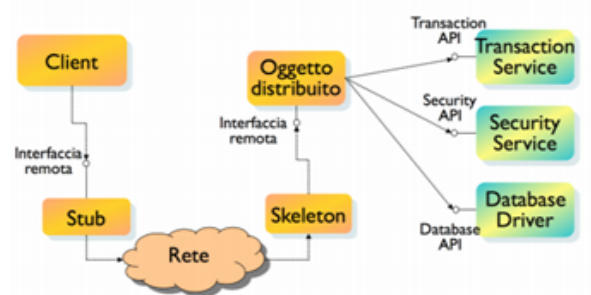 Client
Interfaccia
remota
Stub
Rete
Oggetto
distribuito
Interfaccia
remota
Skeleton
Transaction
API
Transaction
Service
Security
API
Security
Service
Database
API
Database
Driver